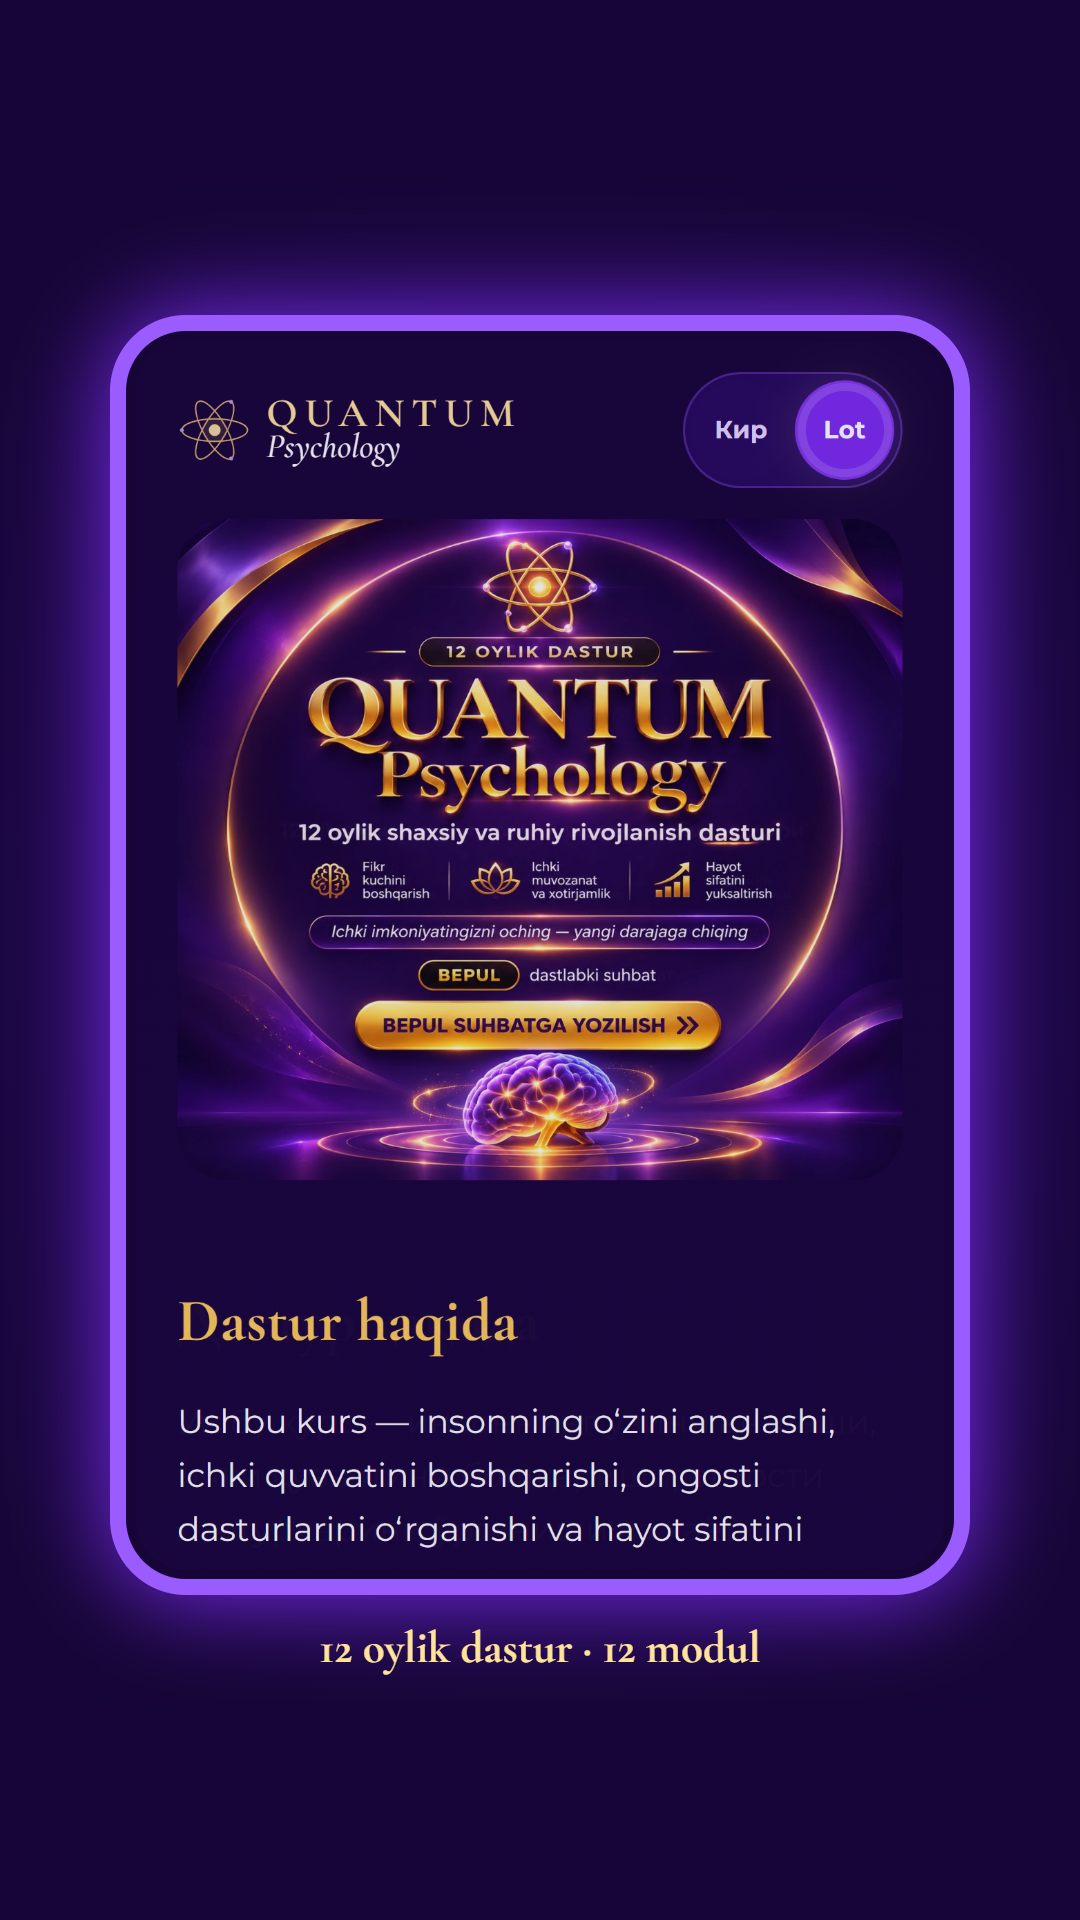 QUANTUM
Psychology
Кир
Lot
12 OYLIK DASTUR
QUANTUM
Psychology
12 oylik shaxsiy va ruhiy rivojlanish dasturi
Fikr
kuchini
boshqarish
Ichki
muvozanat
va xotirjamlik
Hayot
sifatini
yuksaltirish
Ichki imkoniyatingizni oching — yangi darajaga chiqing
BEPUL dastlabki suhbat
BEPUL SUHBATGA YOZILISH
Dastur haqida
Ushbu kurs — insonning o‘zini anglashi,
ichki quvvatini boshqarishi, ongosti
dasturlarini o‘rganishi va hayot sifatini
12 oylik dastur · 12 modul